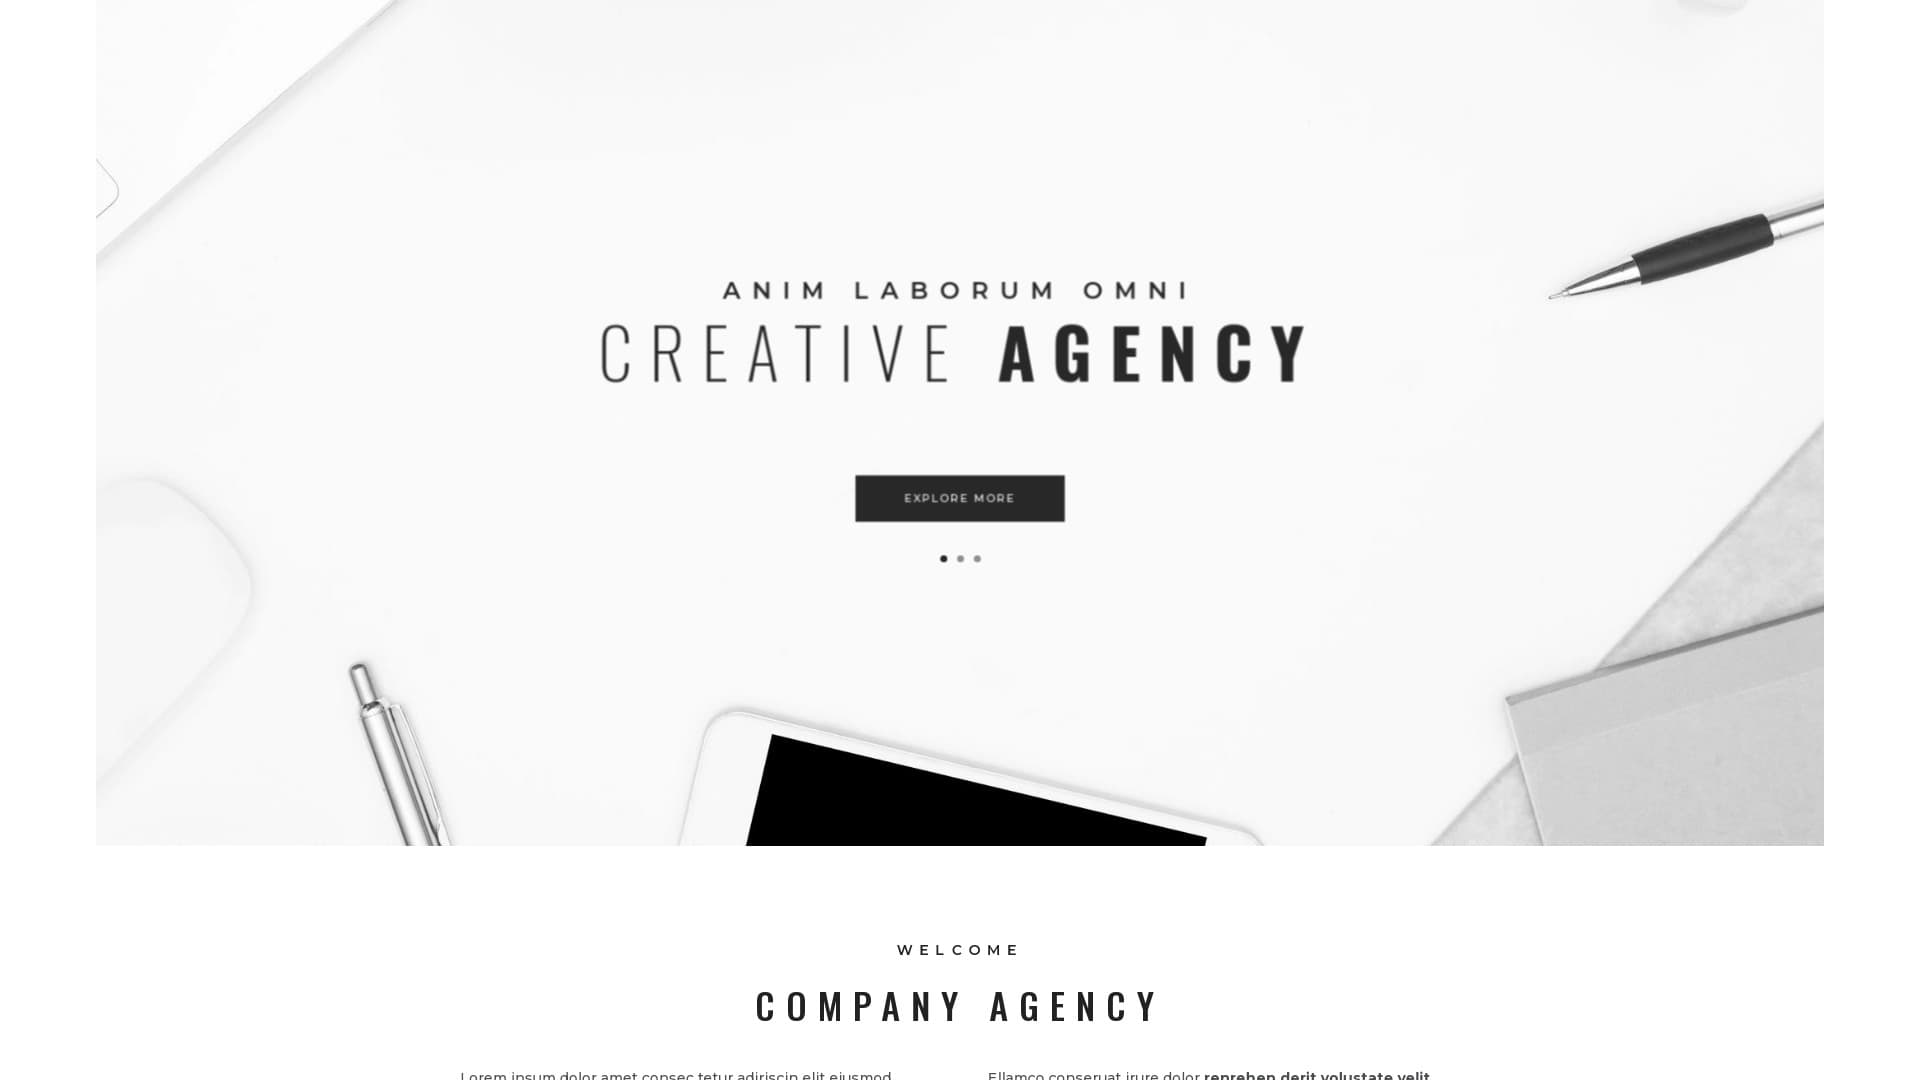 ANIM LABORUM OMNI
CREATIVE AGENCY
EXPLORE MORE
WELCOME
COMPANY AGENCY
Lorem ipsum dolor amet consec tetur adiriscip elit eiusmod
Ellamco conseruat irure dolor reprehen derit volustate velit